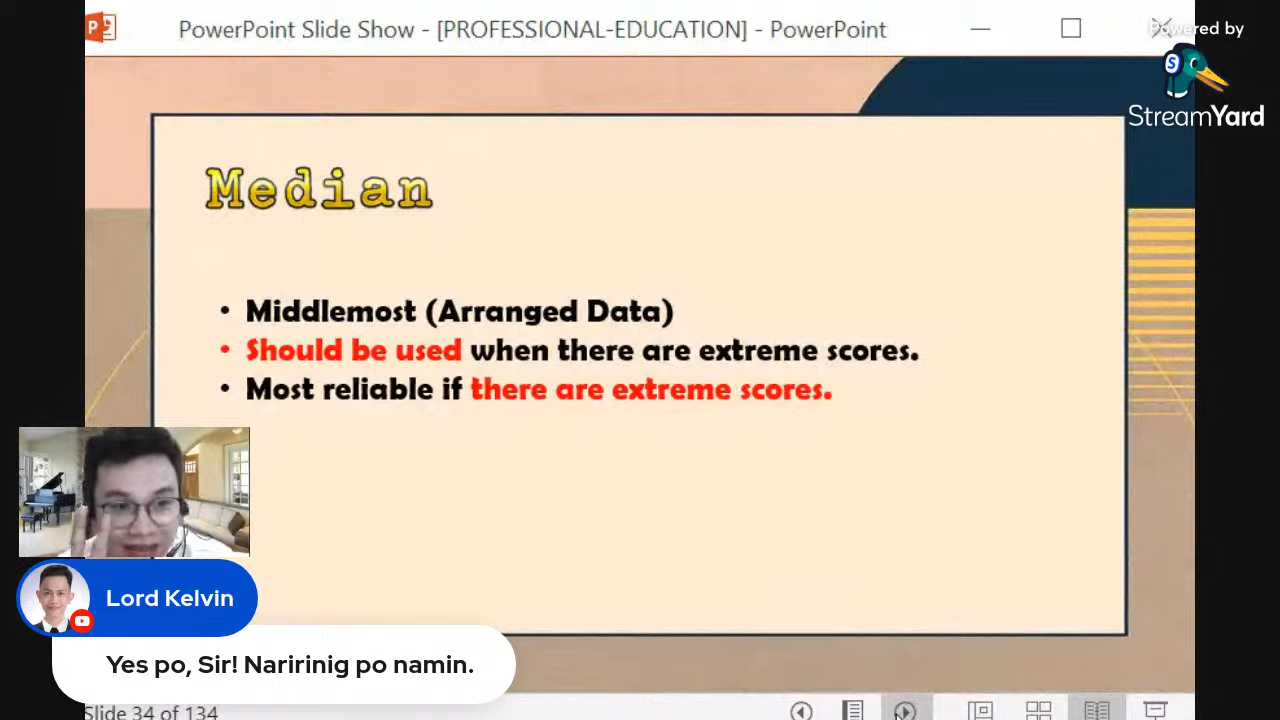 PowerPoint Slide Show - [PROFESSIONAL-EDUCATION] - PowerPoint
Powered by
StreamYard
Median
• Middlemost (Arranged Data)
• Should be used when there are extreme scores.
• Most reliable if there are extreme scores.
Lord Kelvin
Yes po, Sir! Naririnig po namin.
Slide 34 of 134